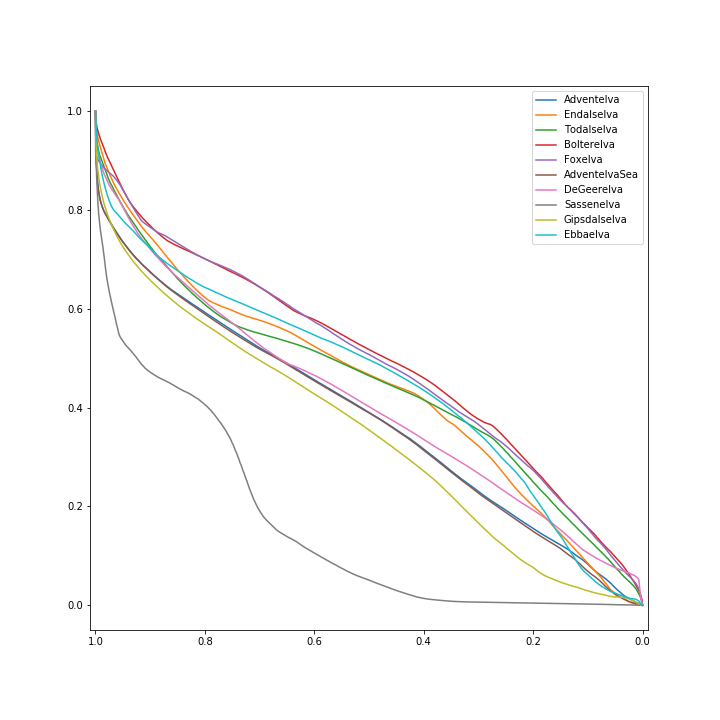 Adventelva
Endalselva
Todalselva
Bolterelva
Foxelva
AdventelvaSea
DeGeerelva
Sassenelva
Gipsdalselva
Ebbaelva
1.0
0.8
0.6
0.4
0.2
0.0
1.0 0.8 0.6 0.4 0.2 0.0